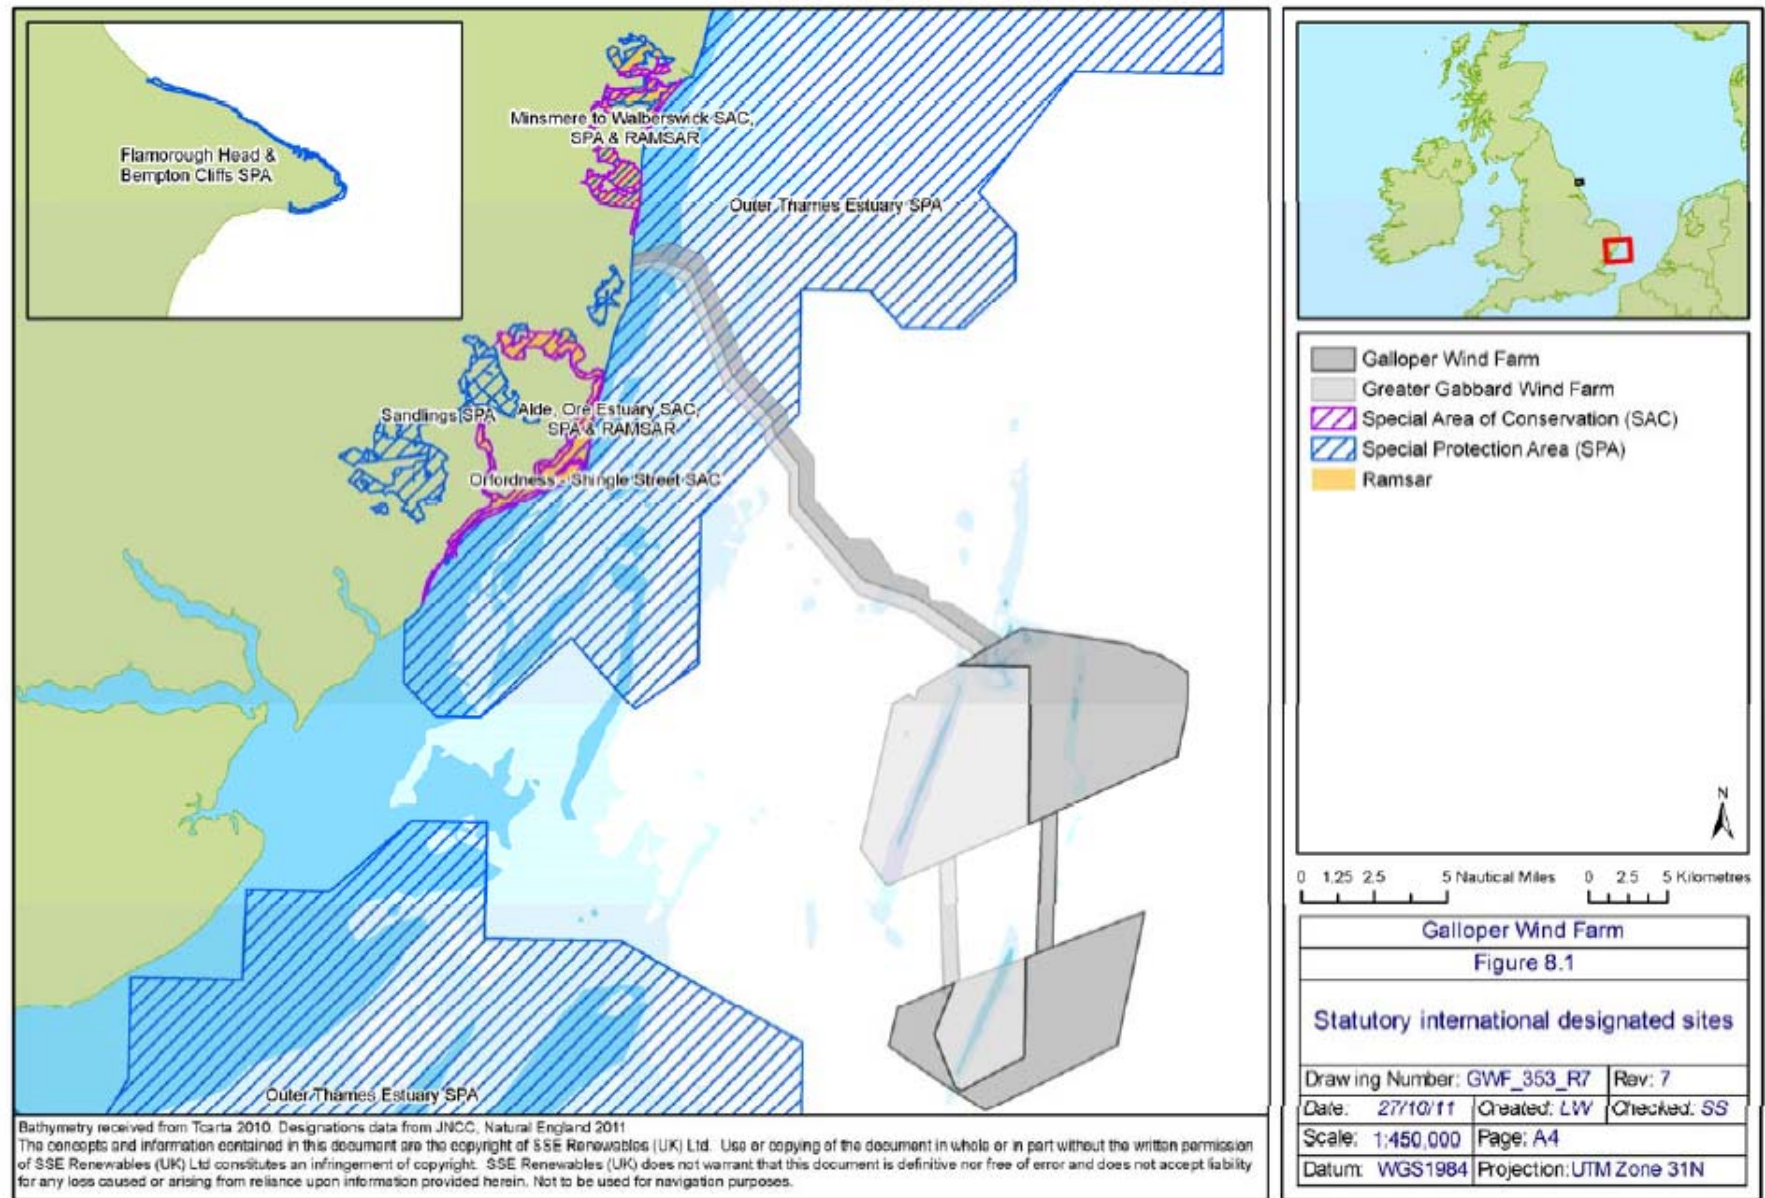 Flamorough Head &
Bempton Cliffs SPA
Minsmere to Walberswick SAC,
SPA & RAMSAR
Outer Thames Estuary SPA
Sandlings SPA
Alde, Ore Estuary SAC,
SPA & RAMSAR
Orfordness - Shingle Street SAC
Outer Thames Estuary SPA
Bathymetry received from Tcarta 2010. Designations data from JNCC, Natural England 2011
The concepts and information contained in this document are the copyright of SSE Renewables (UK) Ltd. Use or copying of the document in whole or in part without the written permission
of SSE Renewables (UK) Ltd constitutes an infringement of copyright. SSE Renewables (UK) does not warrant that this document is definitive nor free of error and does not accept liability
for any loss caused or arising from reliance upon information provided herein. Not to be used for navigation purposes.
Galloper Wind Farm
Greater Gabbard Wind Farm
Special Area of Conservation (SAC)
Special Protection Area (SPA)
Ramsar
N
0 1.25 2.5 5 Nautical Miles 0 2.5 5 Kilometres
Galloper Wind Farm
Figure 8.1
Statutory international designated sites
Drawing Number: GWF_353_R7 Rev: 7
Date: 27/10/11 Created: LW Checked: SS
Scale: 1:450,000 Page: A4
Datum: WGS1984 Projection: UTM Zone 31N